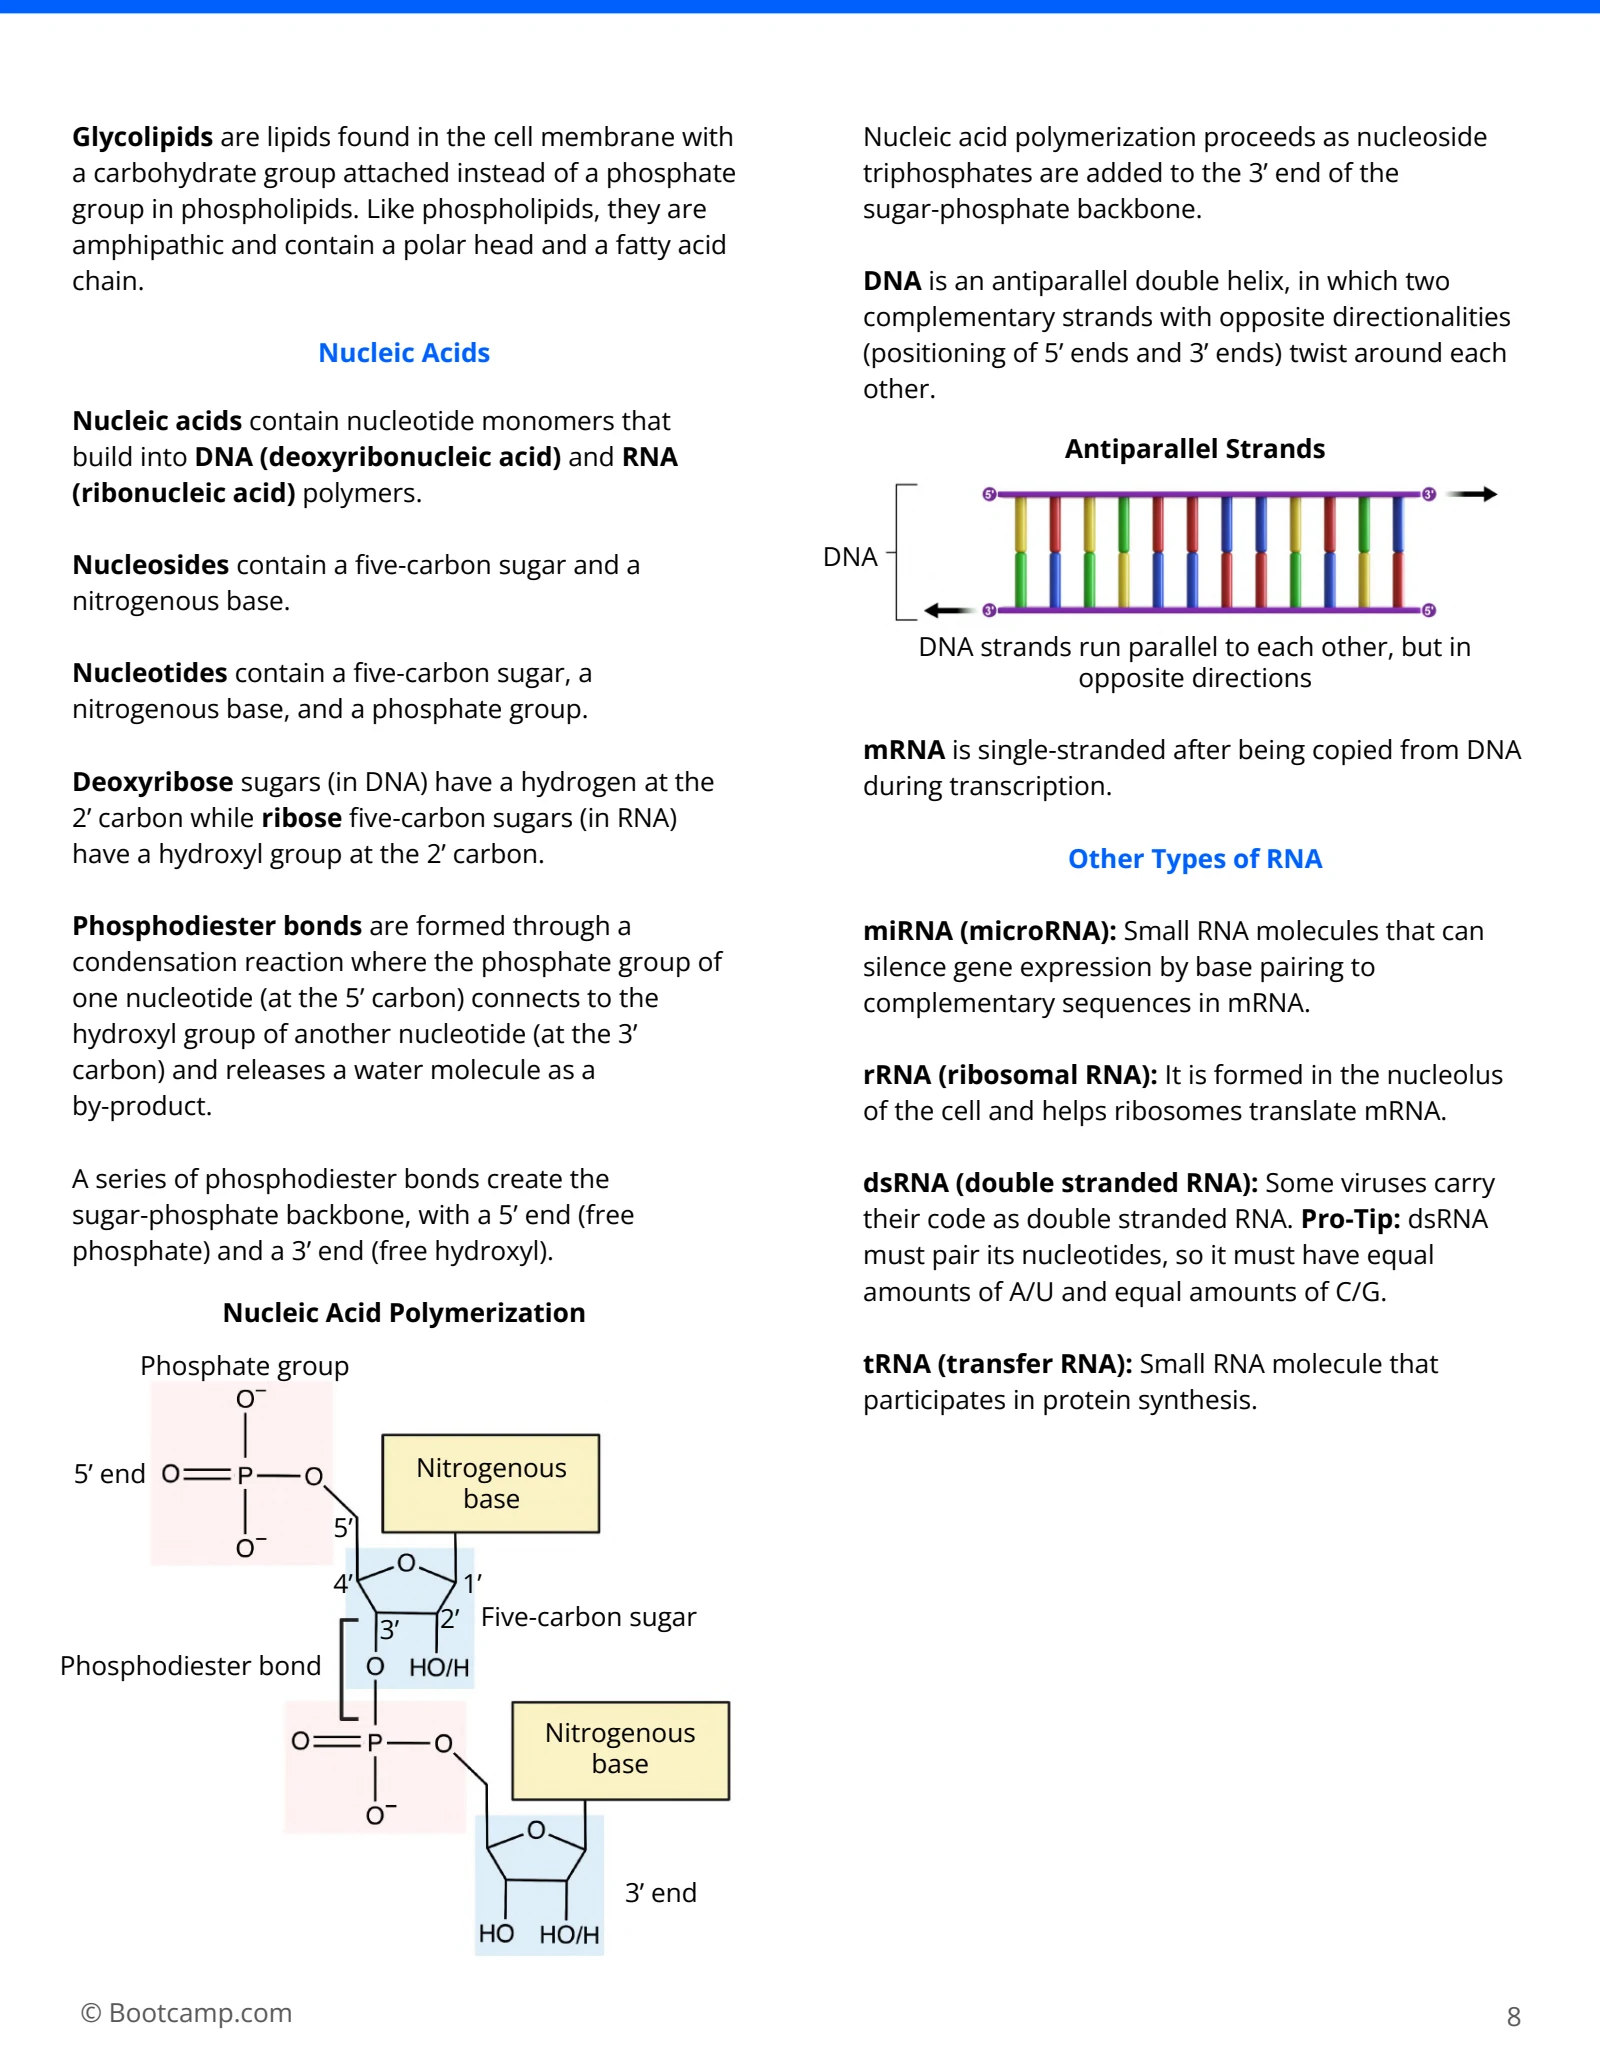 Glycolipids are lipids found in the cell membrane with
a carbohydrate group attached instead of a phosphate
group in phospholipids. Like phospholipids, they are
amphipathic and contain a polar head and a fatty acid
chain.
Nucleic Acids
Nucleic acids contain nucleotide monomers that
build into DNA (deoxyribonucleic acid) and RNA
(ribonucleic acid) polymers.
Nucleosides contain a five-carbon sugar and a
nitrogenous base.
Nucleotides contain a five-carbon sugar, a
nitrogenous base, and a phosphate group.
Deoxyribose sugars (in DNA) have a hydrogen at the
2’ carbon while ribose five-carbon sugars (in RNA)
have a hydroxyl group at the 2’ carbon.
Phosphodiester bonds are formed through a
condensation reaction where the phosphate group of
one nucleotide (at the 5’ carbon) connects to the
hydroxyl group of another nucleotide (at the 3’
carbon) and releases a water molecule as a
by-product.
A series of phosphodiester bonds create the
sugar-phosphate backbone, with a 5’ end (free
phosphate) and a 3’ end (free hydroxyl).
Nucleic Acid Polymerization
Phosphate group
O⁻
5’ end O P O
O⁻
5’
Nitrogenous
base
O
4’ 1’
3’ 2’ Five-carbon sugar
Phosphodiester bond
O HO/H
O P O
O⁻
Nitrogenous
base
O
3’ end
HO HO/H
Nucleic acid polymerization proceeds as nucleoside
triphosphates are added to the 3’ end of the
sugar-phosphate backbone.
DNA is an antiparallel double helix, in which two
complementary strands with opposite directionalities
(positioning of 5’ ends and 3’ ends) twist around each
other.
Antiparallel Strands
5' 3'
DNA
3' 5'
DNA strands run parallel to each other, but in
opposite directions
mRNA is single-stranded after being copied from DNA
during transcription.
Other Types of RNA
miRNA (microRNA): Small RNA molecules that can
silence gene expression by base pairing to
complementary sequences in mRNA.
rRNA (ribosomal RNA): It is formed in the nucleolus
of the cell and helps ribosomes translate mRNA.
dsRNA (double stranded RNA): Some viruses carry
their code as double stranded RNA. Pro-Tip: dsRNA
must pair its nucleotides, so it must have equal
amounts of A/U and equal amounts of C/G.
tRNA (transfer RNA): Small RNA molecule that
participates in protein synthesis.
© Bootcamp.com
8